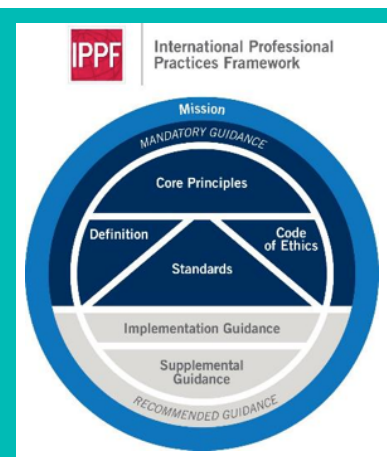 IPPF
International Professional
Practices Framework
Mission
MANDATORY GUIDANCE
Core Principles
Definition
Code
of Ethics
Standards
Implementation Guidance
Supplemental
Guidance
RECOMMENDED GUIDANCE